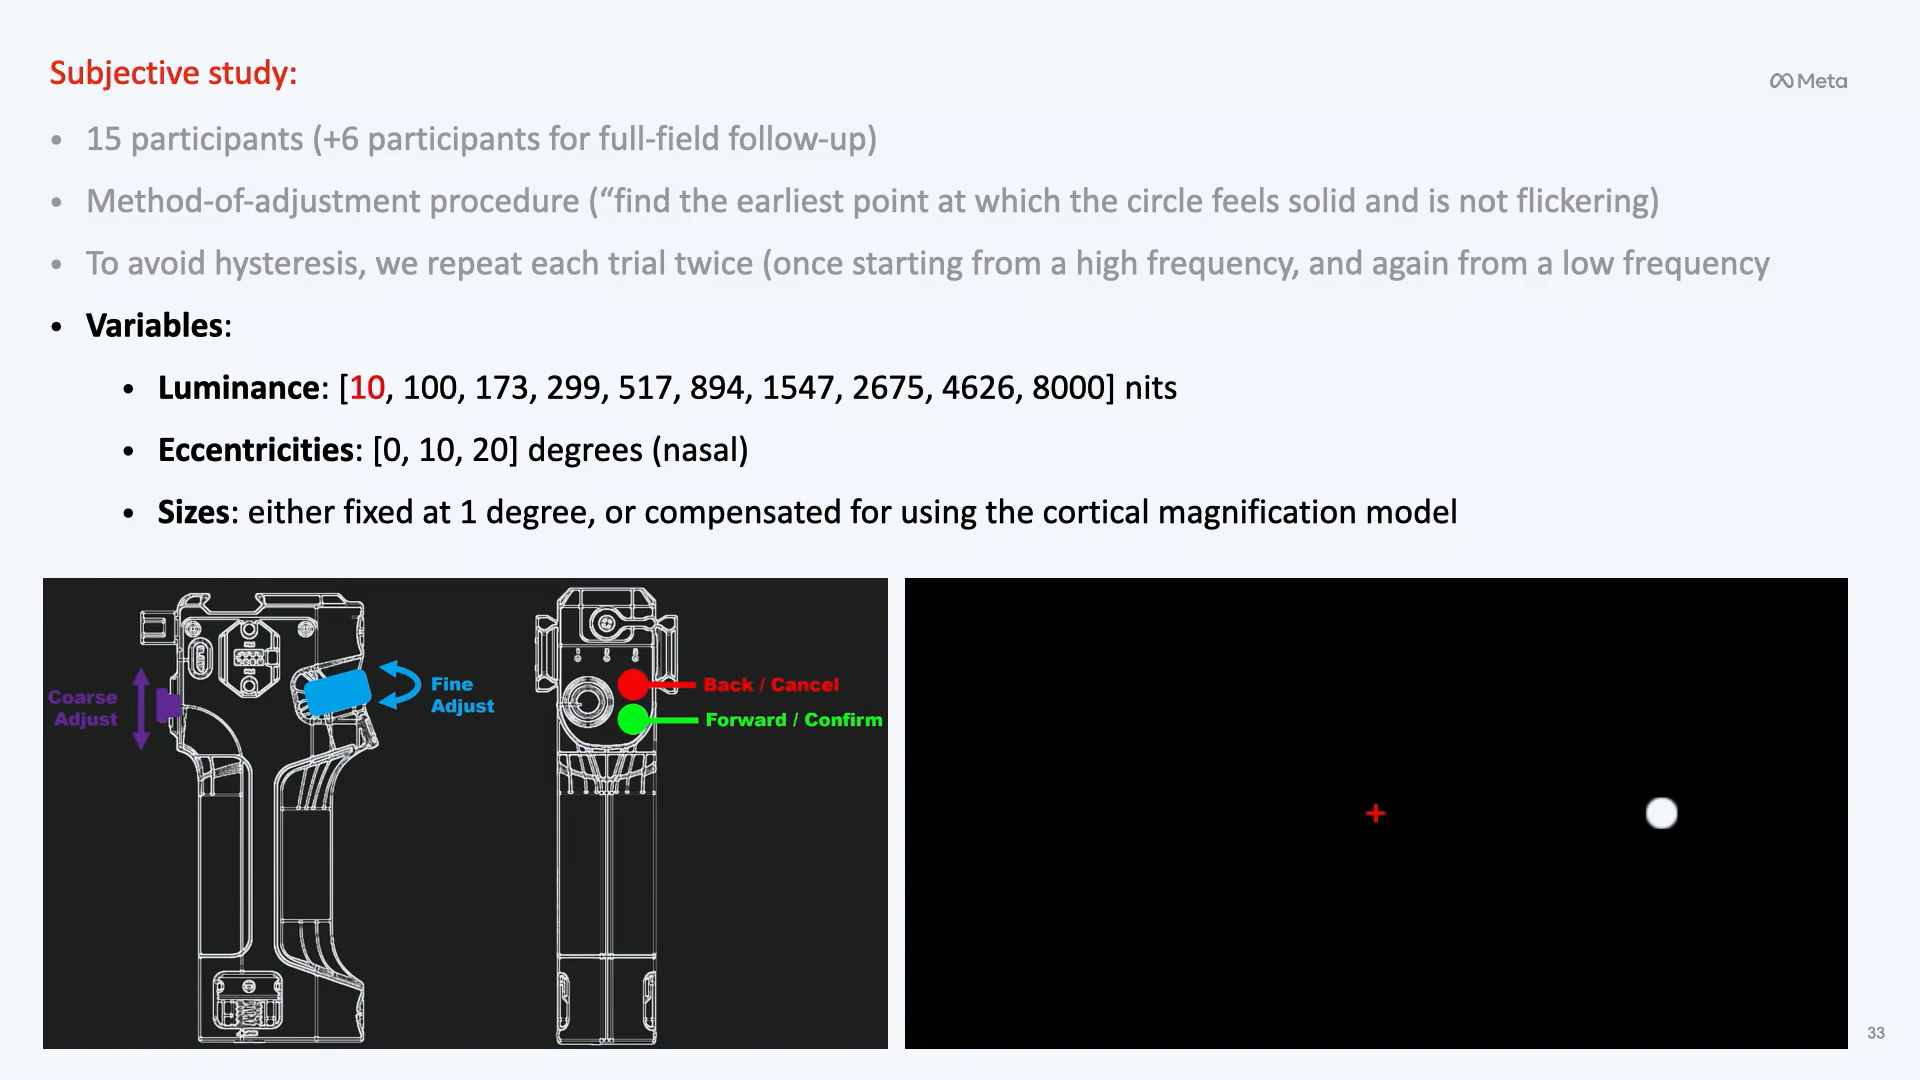 Subjective study:
Meta
• 15 participants (+6 participants for full-field follow-up)
• Method-of-adjustment procedure (“find the earliest point at which the circle feels solid and is not flickering)
• To avoid hysteresis, we repeat each trial twice (once starting from a high frequency, and again from a low frequency
• Variables:
• Luminance: [10, 100, 173, 299, 517, 894, 1547, 2675, 4626, 8000] nits
• Eccentricities: [0, 10, 20] degrees (nasal)
• Sizes: either fixed at 1 degree, or compensated for using the cortical magnification model
Coarse
Adjust
Fine
Adjust
Back / Cancel
Forward / Confirm
33